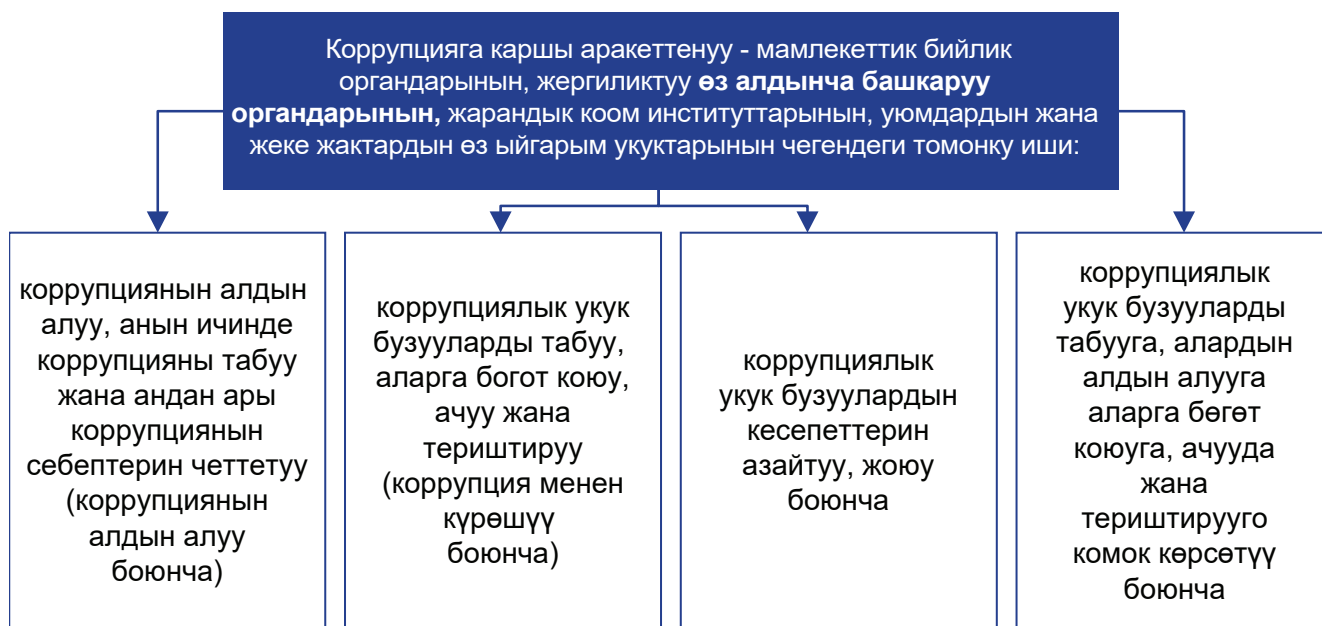 Коррупцияга каршы аракеттенуу - мамлекеттик бийлик
органдарынын, жергиликтуу өз алдынча башкаруу
органдарынын, жарандык коом институттарынын, уюмдардын жана
жеке жактардын өз ыйгарым укуктарынын чегендеги томонку иши:
коррупциянын алдын
алуу, анын ичинде
коррупцияны табуу
жана андан ары
коррупциянын
себептерин четтетуу
(коррупциянын
алдын алуу
боюнча)
коррупциялык укук
бузууларды табуу,
аларга богот коюу,
ачуу жана
териштируу
(коррупция менен
күрөшүү
боюнча)
коррупциялык
укук бузуулардын
кесепеттерин
азайтуу, жоюу
боюнча
коррупциялык
укук бузууларды
табууга, алардын
алдын алууга
аларга бөгөт
коюуга, ачууда
жана
териштирууго
комок көрсөтүү
боюнча